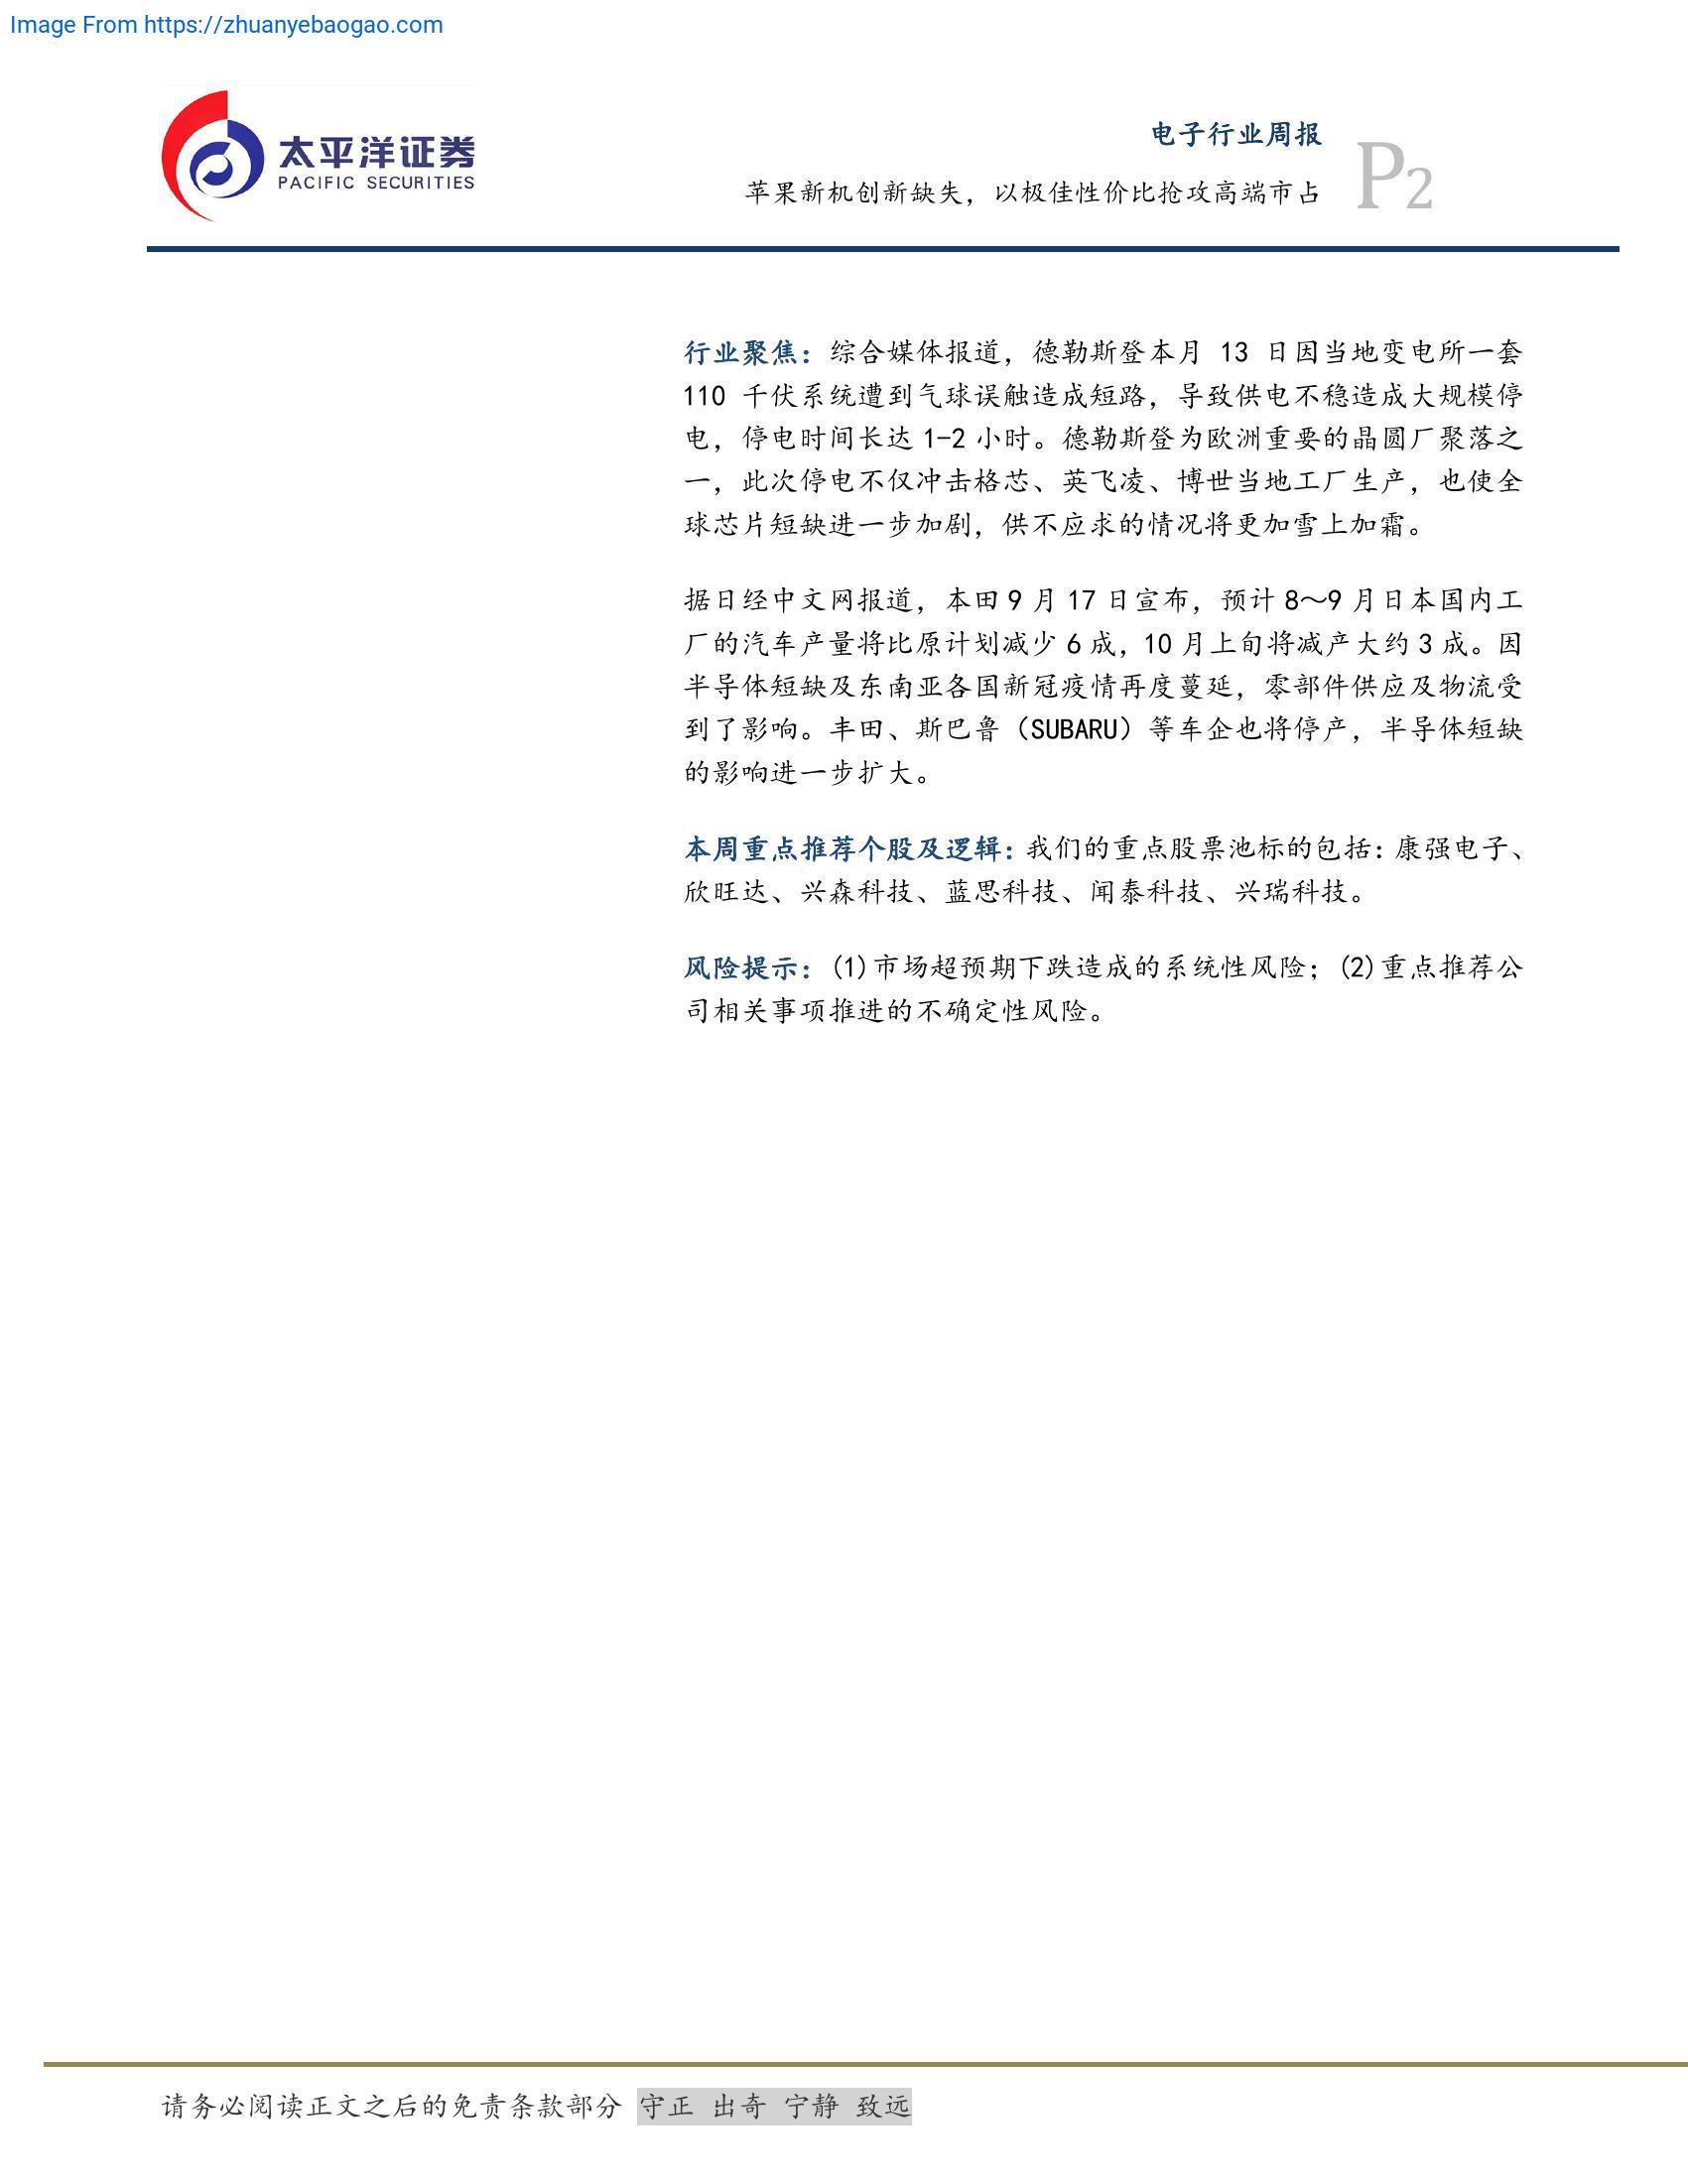 Image From https://zhuanyebaogao.com
太平洋证券
PACIFIC SECURITIES
电子行业周报
苹果新机创新缺失，以极佳性价比抢攻高端市占
P2
行业聚焦：综合媒体报道，德勒斯登本月 13 日因当地变电所一套
110 千伏系统遭到气球误触造成短路，导致供电不稳造成大规模停
电，停电时间长达 1-2 小时。德勒斯登为欧洲重要的晶圆厂聚落之
一，此次停电不仅冲击格芯、英飞凌、博世当地工厂生产，也使全
球芯片短缺进一步加剧，供不应求的情况将更加雪上加霜。
据日经中文网报道，本田 9 月 17 日宣布，预计 8～9 月日本国内工
厂的汽车产量将比原计划减少 6 成，10 月上旬将减产大约 3 成。因
半导体短缺及东南亚各国新冠疫情再度蔓延，零部件供应及物流受
到了影响。丰田、斯巴鲁（SUBARU）等车企也将停产，半导体短缺
的影响进一步扩大。
本周重点推荐个股及逻辑：我们的重点股票池标的包括：康强电子、
欣旺达、兴森科技、蓝思科技、闻泰科技、兴瑞科技。
风险提示：(1)市场超预期下跌造成的系统性风险；(2)重点推荐公
司相关事项推进的不确定性风险。
请务必阅读正文之后的免责条款部分 守正 出奇 宁静 致远